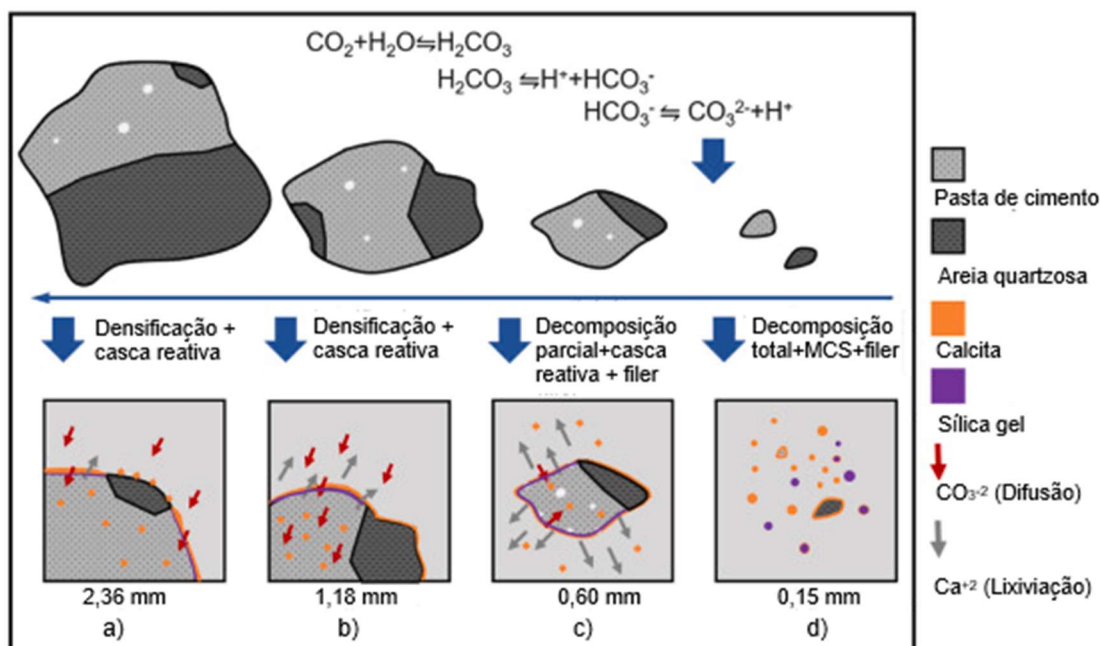 CO₂+H₂O⇋H₂CO₃
H₂CO₃ ⇋H⁺+HCO₃⁻
HCO₃⁻⇋ CO₃²⁻+H⁺
Pasta de cimento
Areia quartzosa
Calcita
Sílica gel
CO₃⁻² (Difusão)
Ca⁺² (Lixiviação)
Densificação +
casca reativa
Densificação +
casca reativa
Decomposição
parcial+casca
reativa + filer
Decomposição
total+MCS+filer
2,36 mm
1,18 mm
0,60 mm
0,15 mm
a)
b)
c)
d)